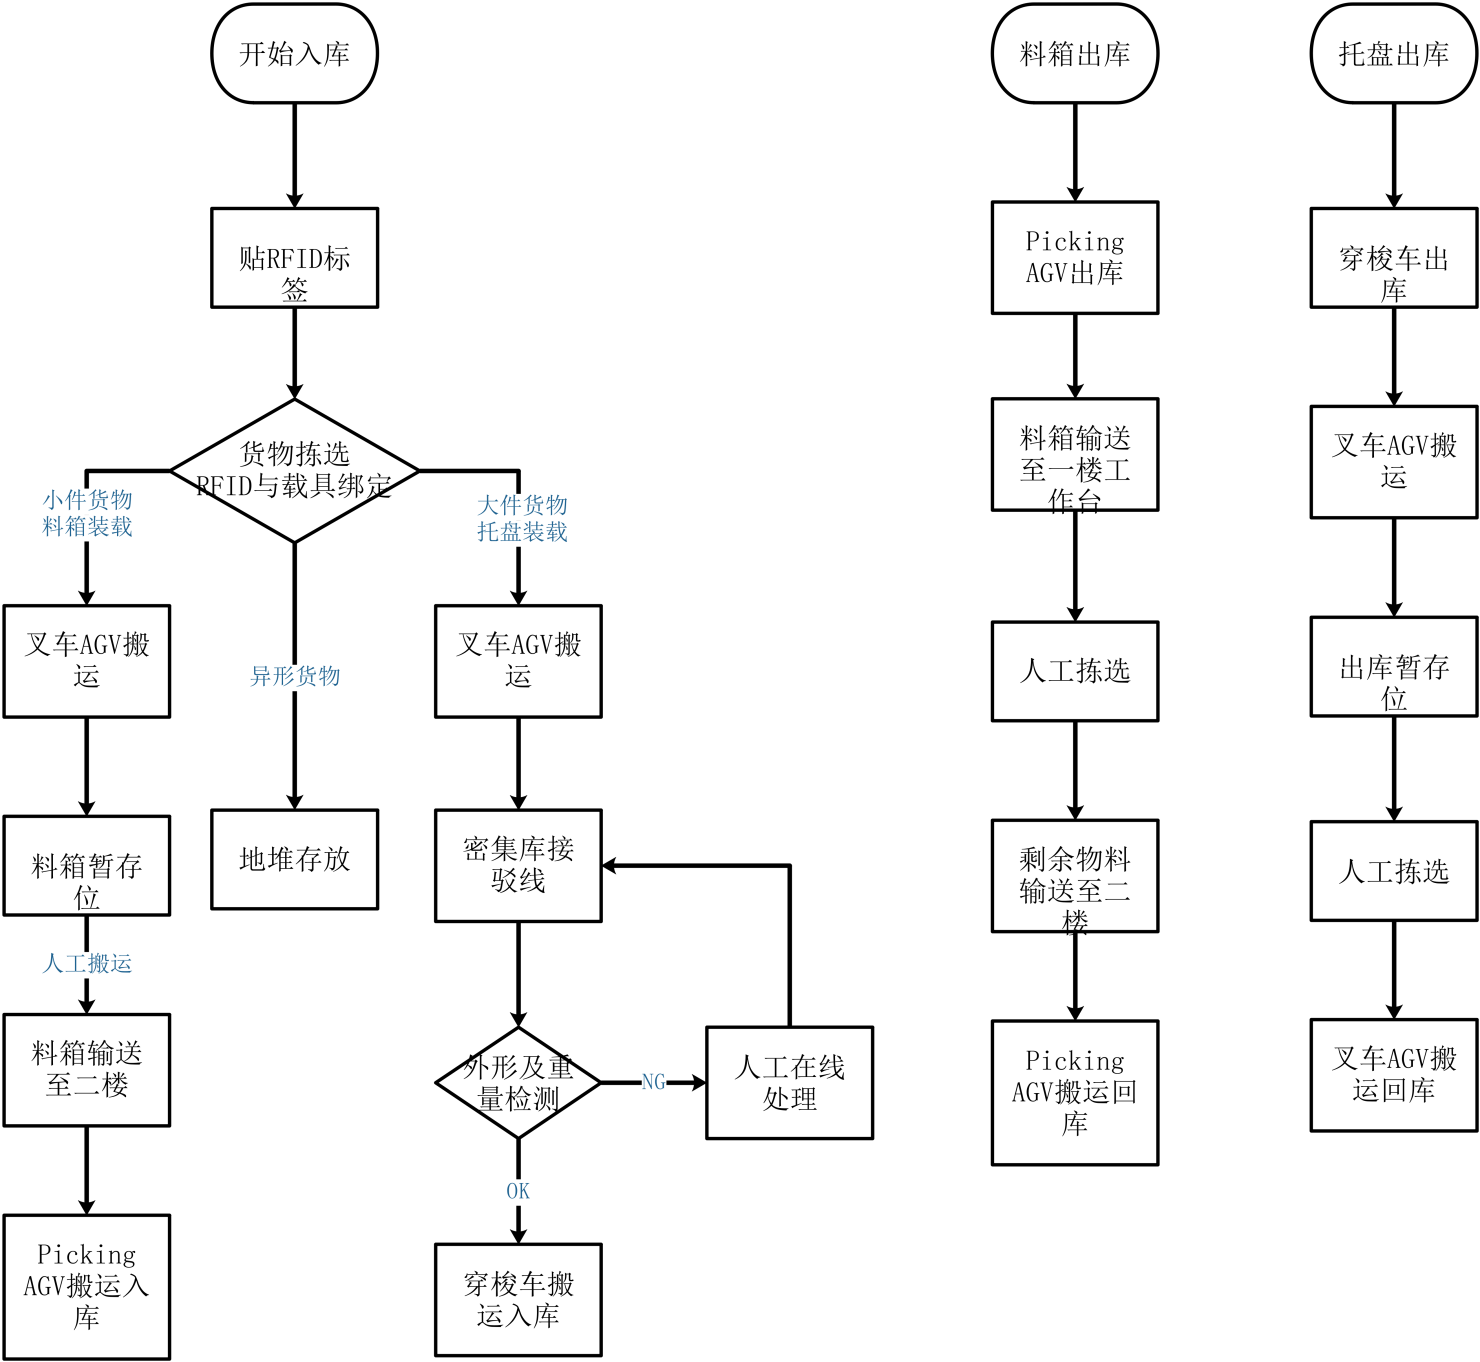 开始入库
贴RFID标
签
货物拣选
RFID与载具绑定
小件货物
料箱装载
大件货物
托盘装载
异形货物
叉车AGV搬
运
料箱暂存
位
人工搬运
料箱输送
至二楼
Picking
AGV搬运入
库
地堆存放
叉车AGV搬
运
密集库接
驳线
外形及重
量检测
NG
人工在线
处理
OK
穿梭车搬
运入库
料箱出库
Picking
AGV出库
料箱输送
至一楼工
作台
人工拣选
剩余物料
输送至二
楼
Picking
AGV搬运回
库
托盘出库
穿梭车出
库
叉车AGV搬
运
出库暂存
位
人工拣选
叉车AGV搬
运回库